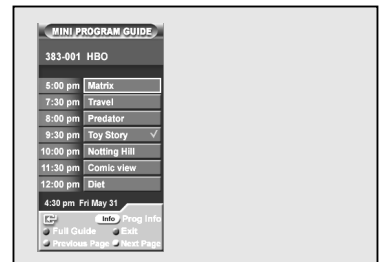 MINI PROGRAM GUIDE
383-001 HBO
5:00 pm Matrix
7:30 pm Travel
8:00 pm Predator
9:30 pm Toy Story
10:00 pm Notting Hill
11:30 pm Comic view
12:00 pm Diet
4:30 pm Fri May 31
Info Prog Info
Full Guide Exit
Previous Page Next Page